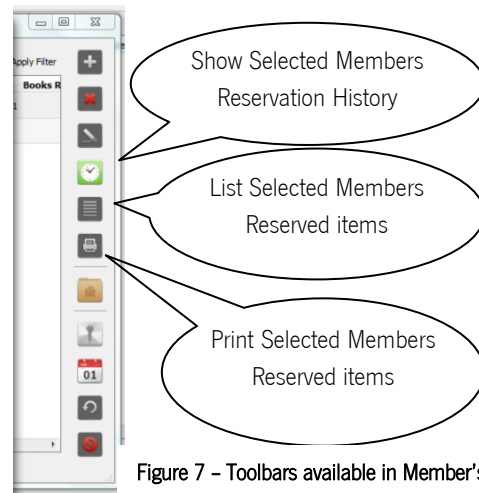 Apply Filter
Books R
1
01
Show Selected Members
Reservation History
List Selected Members
Reserved items
Print Selected Members
Reserved items
Figure 7 – Toolbars available in Member's